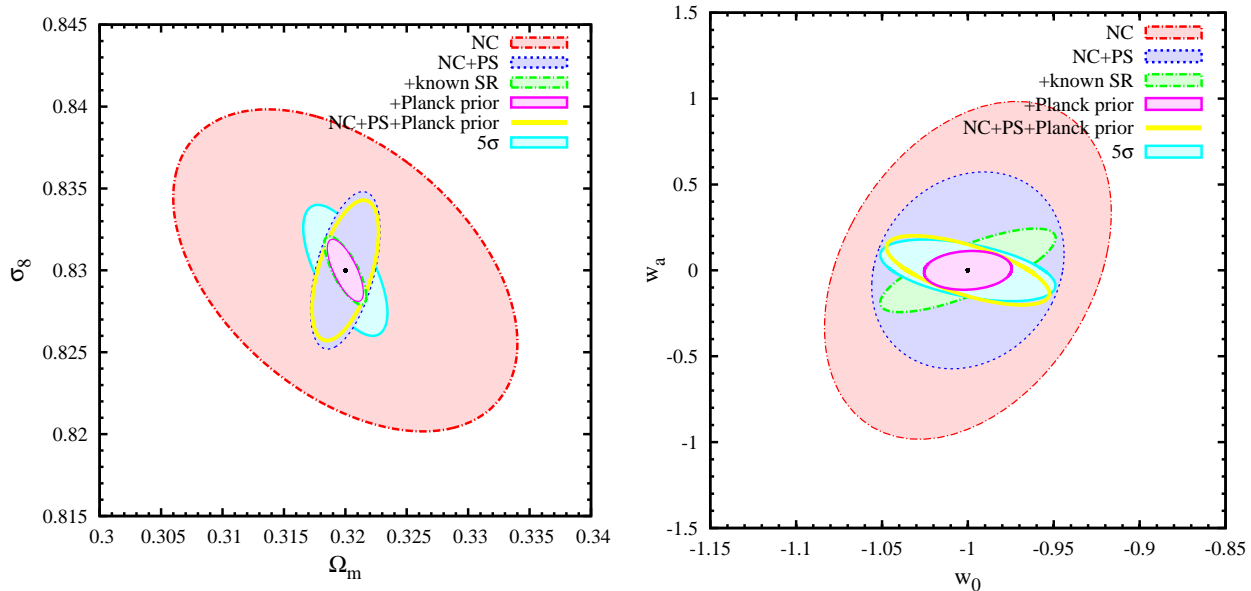 0.845
0.84
0.835
0.83
0.825
0.82
0.815
σ8
0.3 0.305 0.31 0.315 0.32 0.325 0.33 0.335 0.34
Ωm
NC
NC+PS
+known SR
+Planck prior
NC+PS+Planck prior
5σ
1.5
1
0.5
0
-0.5
-1
-1.5
wa
-1.15 -1.1 -1.05 -1 -0.95 -0.9 -0.85
w0
NC
NC+PS
+known SR
+Planck prior
NC+PS+Planck prior
5σ